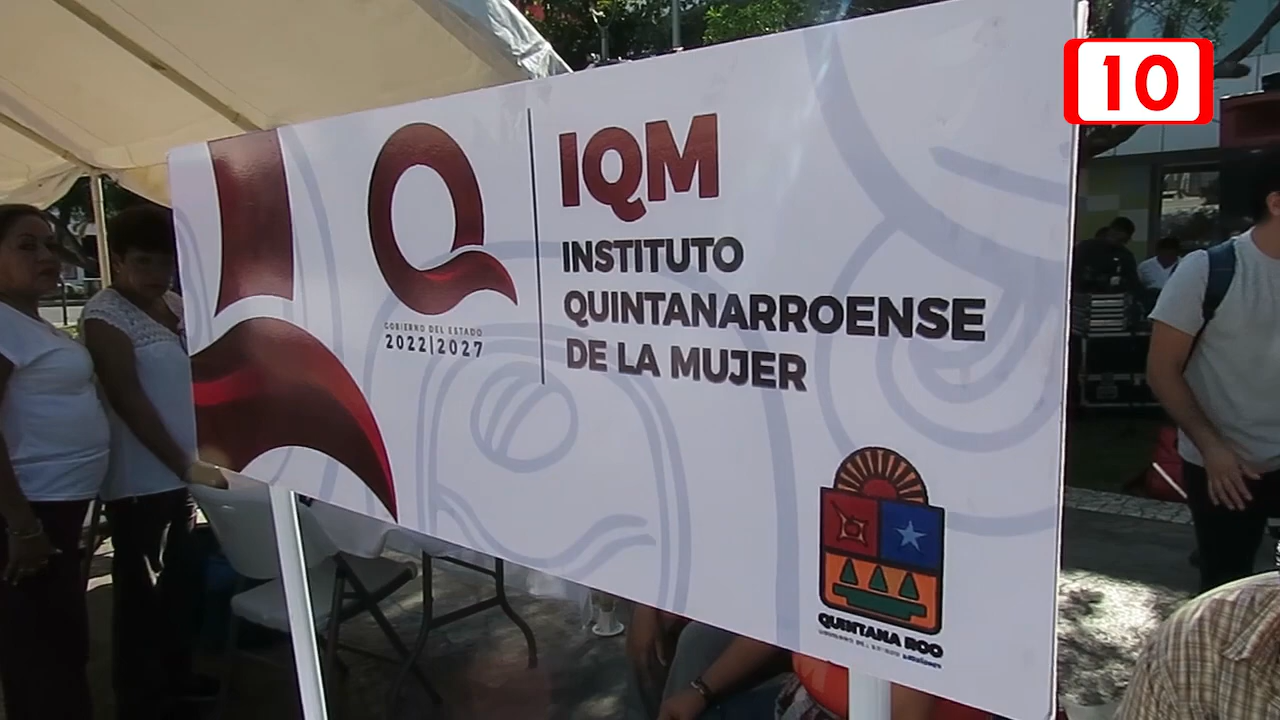 10
IQM
INSTITUTO
QUINTANARROENSE
DE LA MUJER
GOBIERNO DEL ESTADO
2022|2027
QUINTANA ROO